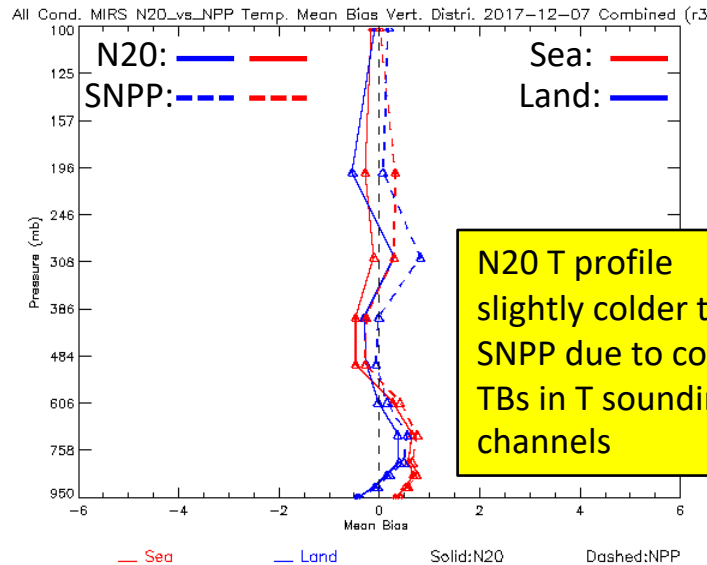 All Cond. MIRS N20_vs_NPP Temp. Mean Bias Vert. Distri. 2017-12-07 Combined (r3
100
125
157
196
246
308
386
484
606
758
950
Pressure (mb)
N20:
SNPP:
Sea:
Land:
N20 T profile
slightly colder t
SNPP due to co
TBs in T soundin
channels
-6 -4 -2 0 2 4 6
Mean Bias
Sea Land Solid:N20 Dashed:NPP